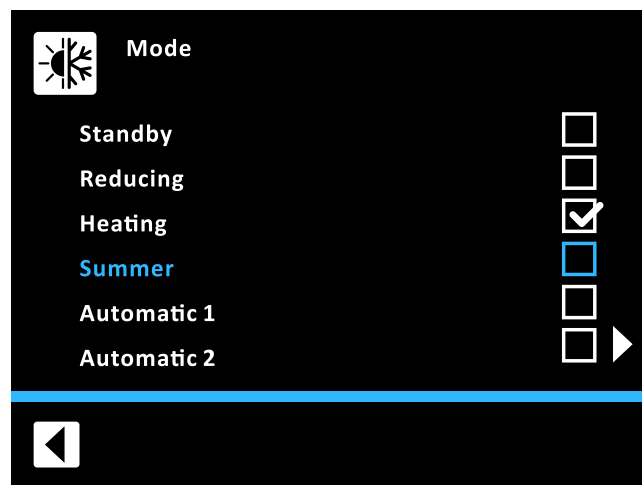 Mode
Standby
Reducing
Heating
Summer
Automatic 1
Automatic 2